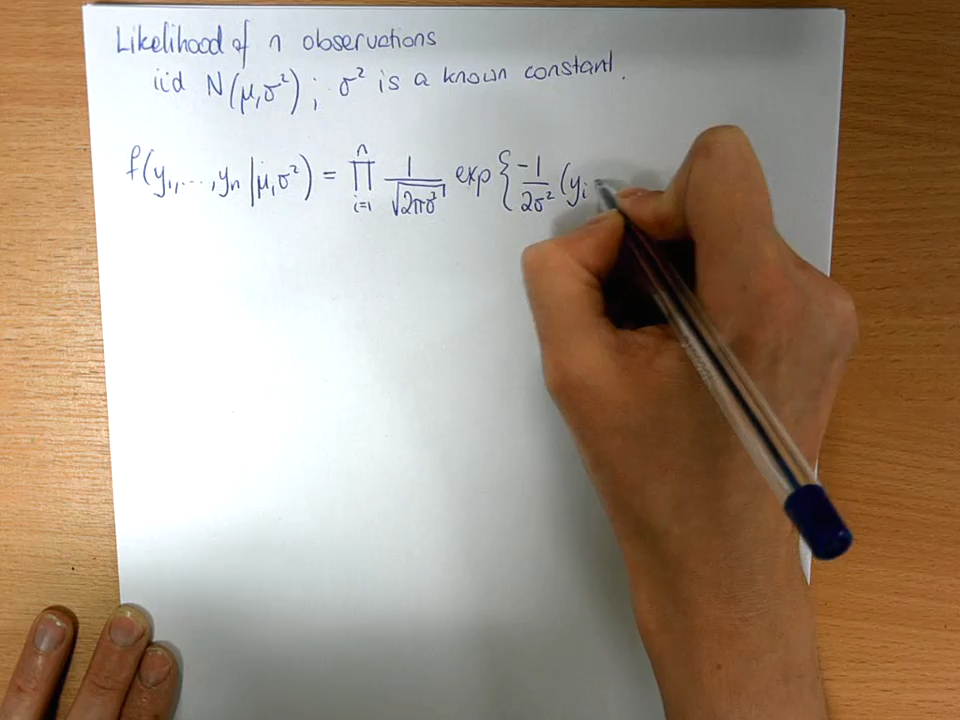 Likelihood of n observations
iid N(μ,σ²) ; σ² is a known constant.
f(y₁,...,yₙ|μ,σ²) = ∏ᵢ₌₁ⁿ 1/√(2πσ²) exp{-1/2σ² (yᵢ -